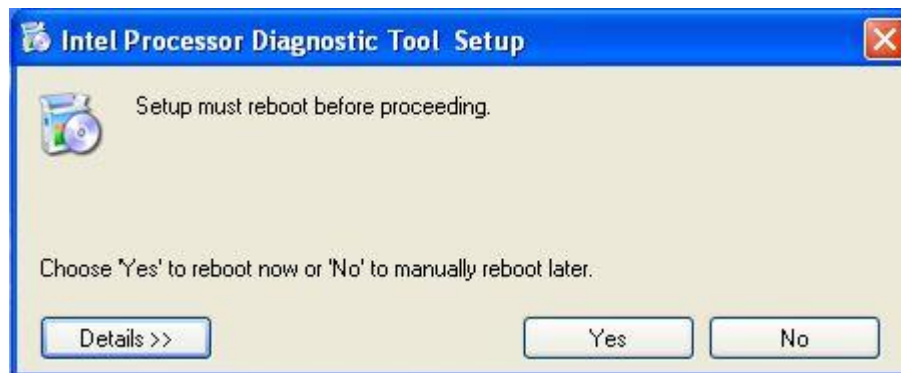 Intel Processor Diagnostic Tool Setup
Setup must reboot before proceeding.
Choose 'Yes' to reboot now or 'No' to manually reboot later.
Details >>
Yes
No